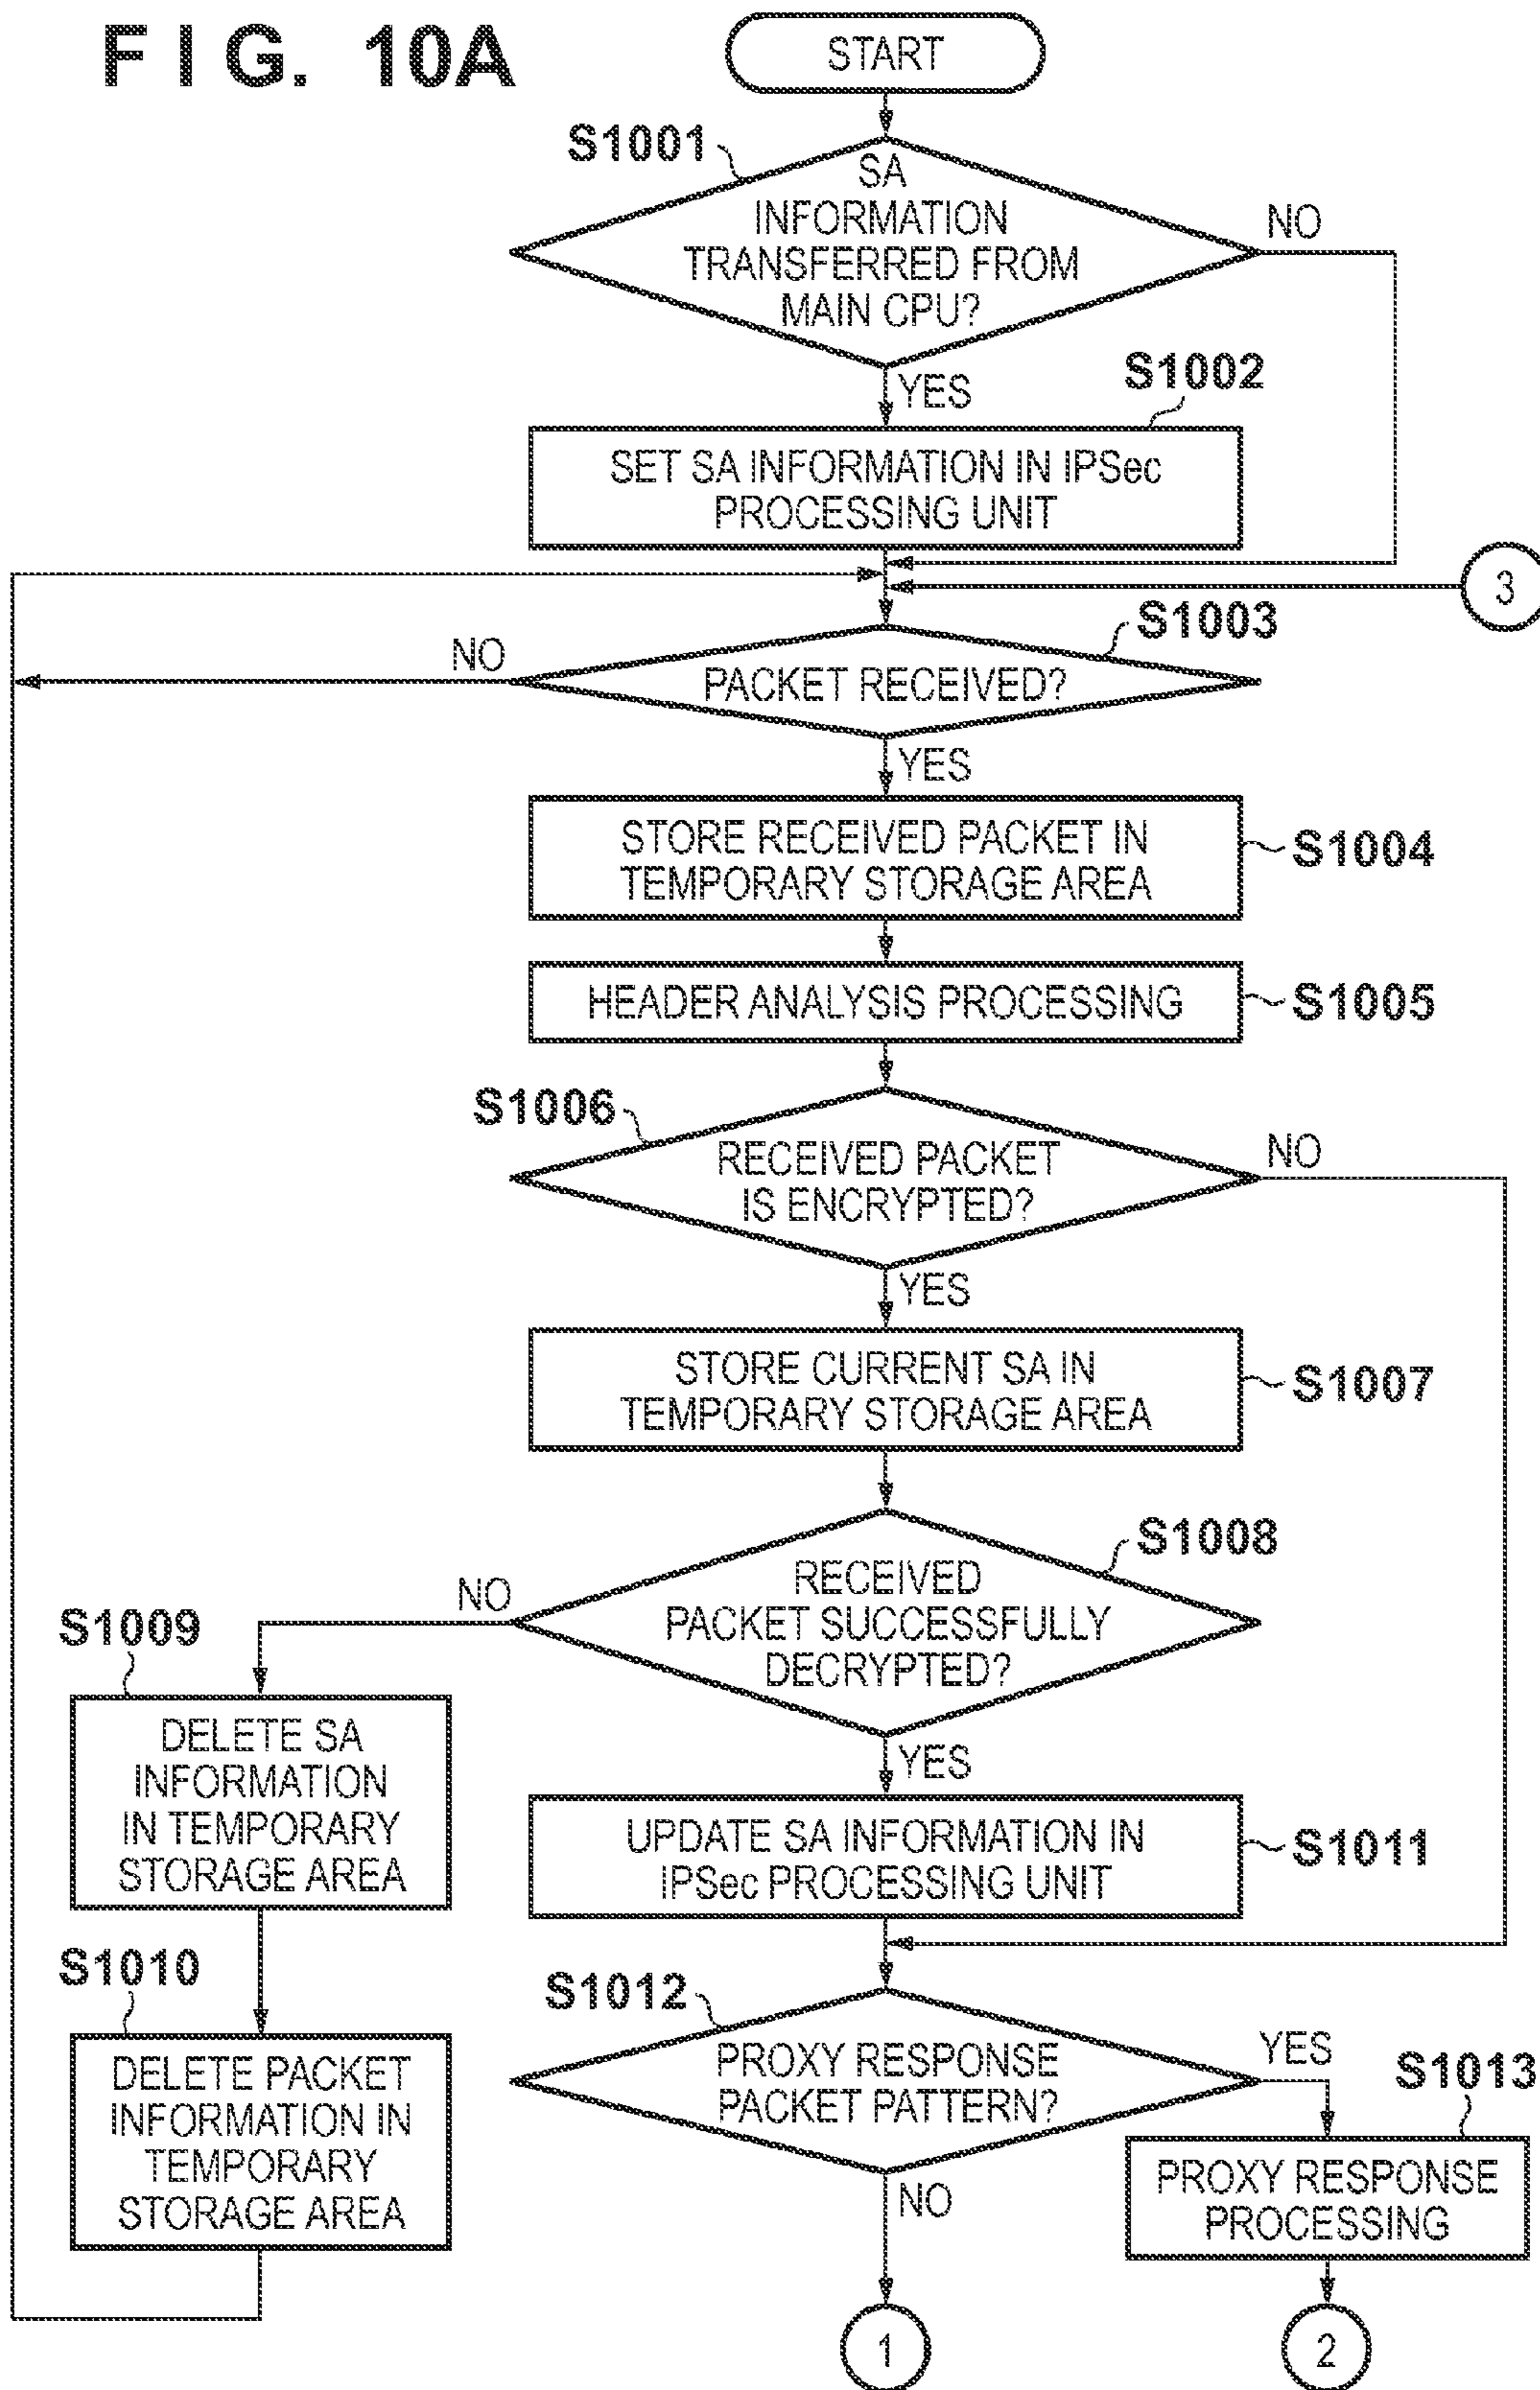 FIG. 10A
START
S1001
SA
INFORMATION
TRANSFERRED FROM
MAIN CPU?
NO
YES
S1002
SET SA INFORMATION IN IPSec
PROCESSING UNIT
3
S1003
NO
PACKET RECEIVED?
YES
STORE RECEIVED PACKET IN
TEMPORARY STORAGE AREA
S1004
HEADER ANALYSIS PROCESSING
S1005
S1006
RECEIVED PACKET
IS ENCRYPTED?
NO
YES
STORE CURRENT SA IN
TEMPORARY STORAGE AREA
S1007
S1008
RECEIVED
PACKET SUCCESSFULLY
DECRYPTED?
NO
YES
S1009
DELETE SA
INFORMATION
IN TEMPORARY
STORAGE AREA
UPDATE SA INFORMATION IN
IPSec PROCESSING UNIT
S1011
S1010
DELETE PACKET
INFORMATION IN
TEMPORARY
STORAGE AREA
S1012
PROXY RESPONSE
PACKET PATTERN?
YES
NO
S1013
PROXY RESPONSE
PROCESSING
1
2